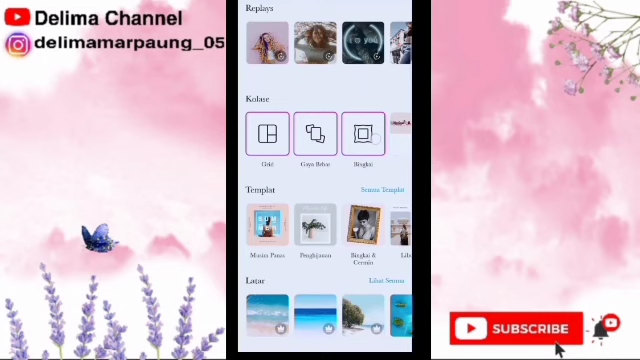 Delima Channel
delimamarpaung_05
Replays
Kolase
Grid
Gaya Bebas
Bingkai
Templat
Semua Templat
Musim Panas
Penghijauan
Bingkai & Cermin
Latar
Lihat Semua
SUBSCRIBE